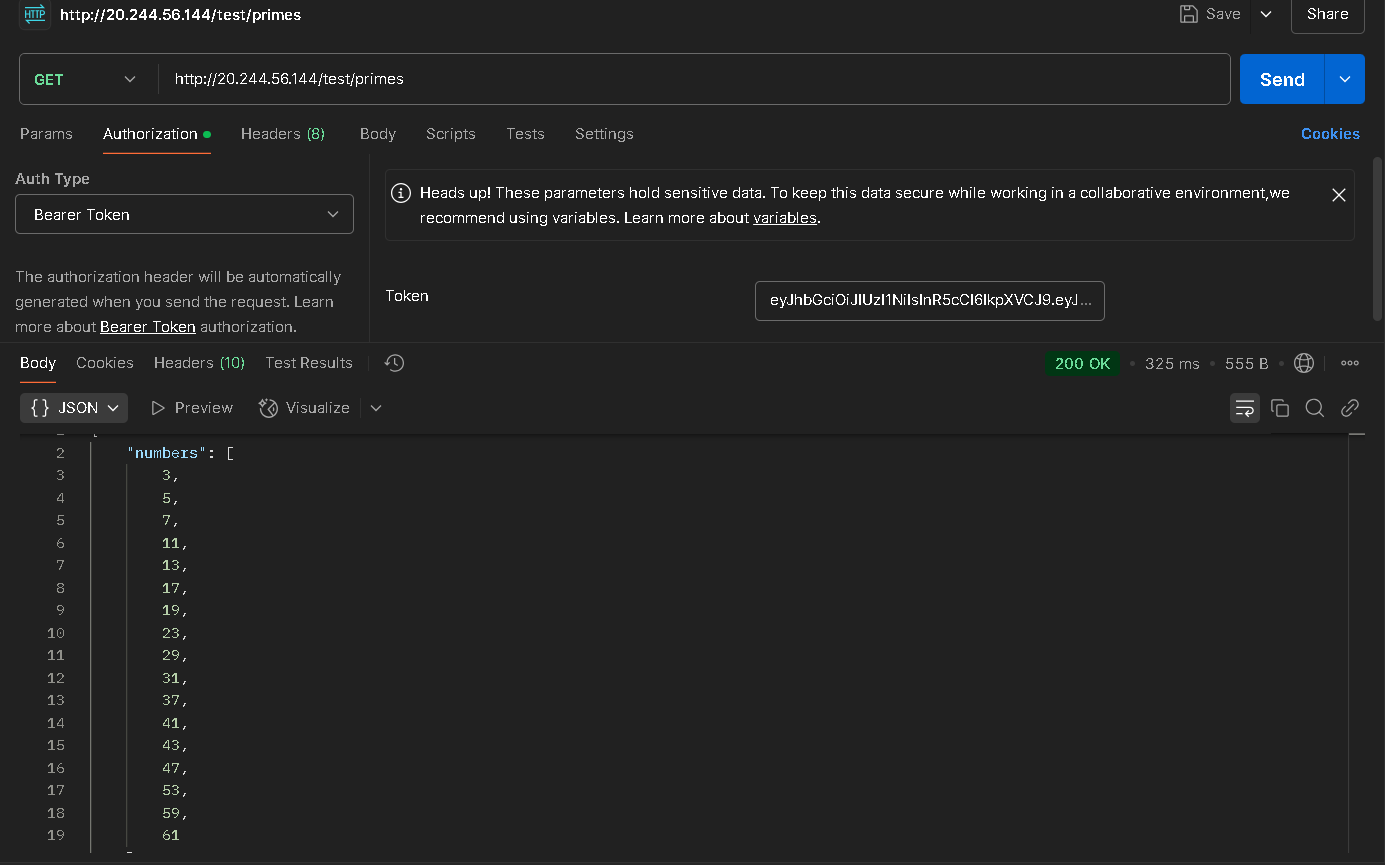 HTTP http://20.244.56.144/test/primes Save Share
GET http://20.244.56.144/test/primes Send
Params Authorization Headers (8) Body Scripts Tests Settings Cookies
Auth Type
Bearer Token
The authorization header will be automatically
generated when you send the request. Learn
more about Bearer Token authorization.
Heads up! These parameters hold sensitive data. To keep this data secure while working in a collaborative environment,we
recommend using variables. Learn more about variables.
Token eyJhbGciOiJIUzI1NiIsInR5cCI6IkpXVCJ9.eyJ...
Body Cookies Headers (10) Test Results 200 OK • 325 ms • 555 B •
{} JSON Preview Visualize
2 "numbers": [
3 3,
4 5,
5 7,
6 11,
7 13,
8 17,
9 19,
10 23,
11 29,
12 31,
13 37,
14 41,
15 43,
16 47,
17 53,
18 59,
19 61